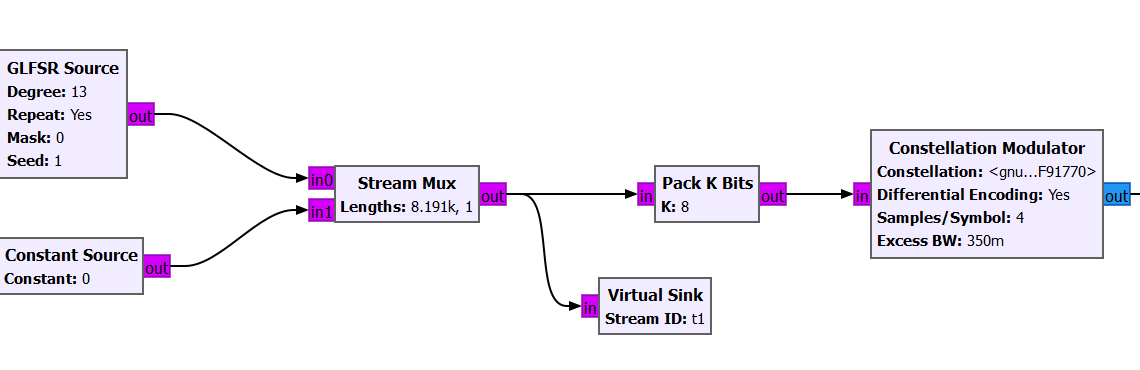 GLFSR Source
Degree: 13
Repeat: Yes
Mask: 0
Seed: 1
out
Constant Source
Constant: 0
out
in0
in1
Stream Mux
Lengths: 8.191k, 1
out
in
Pack K Bits
K: 8
out
in
Virtual Sink
Stream ID: t1
in
Constellation Modulator
Constellation: <gnu...F91770>
Differential Encoding: Yes
Samples/Symbol: 4
Excess BW: 350m
out